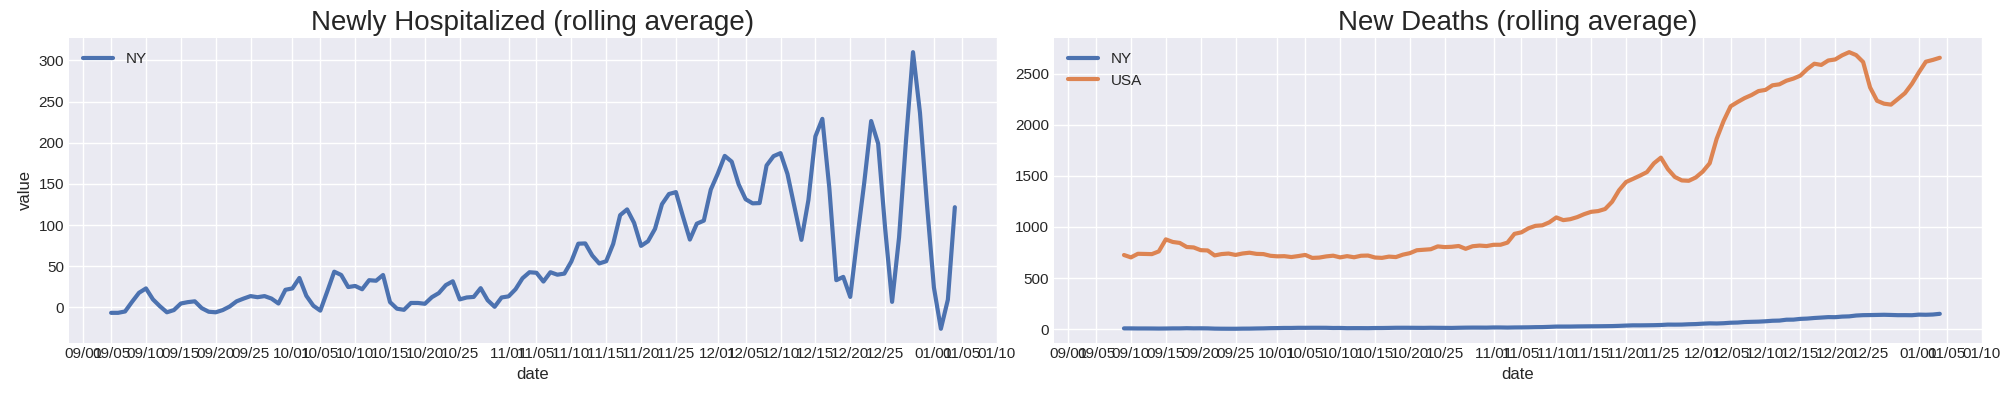 Newly Hospitalized (rolling average)
NY
300
250
200
150
100
50
0
value
09/01 09/05 09/10 09/15 09/20 09/25 10/01 10/05 10/10 10/15 10/20 10/25 11/01 11/05 11/10 11/15 11/20 11/25 12/01 12/05 12/10 12/15 12/20 12/25 01/01 01/05 01/10
date
New Deaths (rolling average)
NY
USA
2500
2000
1500
1000
500
0
09/01 09/05 09/10 09/15 09/20 09/25 10/01 10/05 10/10 10/15 10/20 10/25 11/01 11/05 11/10 11/15 11/20 11/25 12/01 12/05 12/10 12/15 12/20 12/25 01/01 01/05 01/10
date